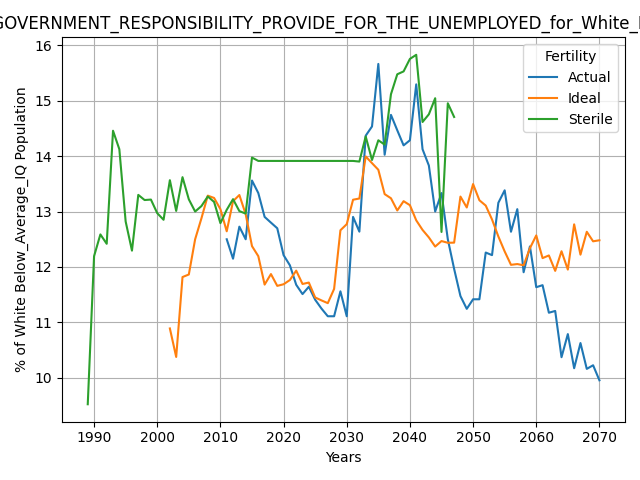 GOVERNMENT_RESPONSIBILITY_PROVIDE_FOR_THE_UNEMPLOYED_for_White_
Fertility
Actual
Ideal
Sterile
% of White Below_Average_IQ Population
16
15
14
13
12
11
10
1990 2000 2010 2020 2030 2040 2050 2060 2070
Years